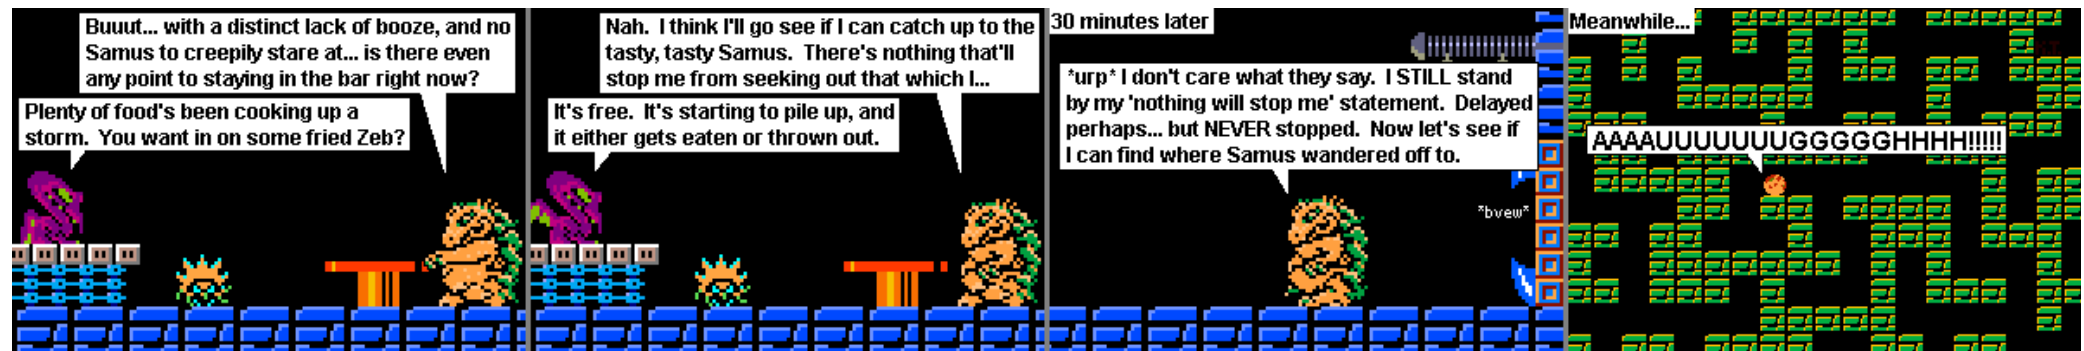 Buuut... with a distinct lack of booze, and no
Samus to creepily stare at... is there even
any point to staying in the bar right now?
Plenty of food's been cooking up a
storm.  You want in on some fried Zeb?
Nah.  I think I'll go see if I can catch up to the
tasty, tasty Samus.  There's nothing that'll
stop me from seeking out that which I...
It's free.  It's starting to pile up, and
it either gets eaten or thrown out.
30 minutes later
*urp* I don't care what they say.  I STILL stand
by my 'nothing will stop me' statement.  Delayed
perhaps... but NEVER stopped.  Now let's see if
I can find where Samus wandered off to.
*bvew*
Meanwhile...
AAAAUUUUUUUGGGGGHHHH!!!!!